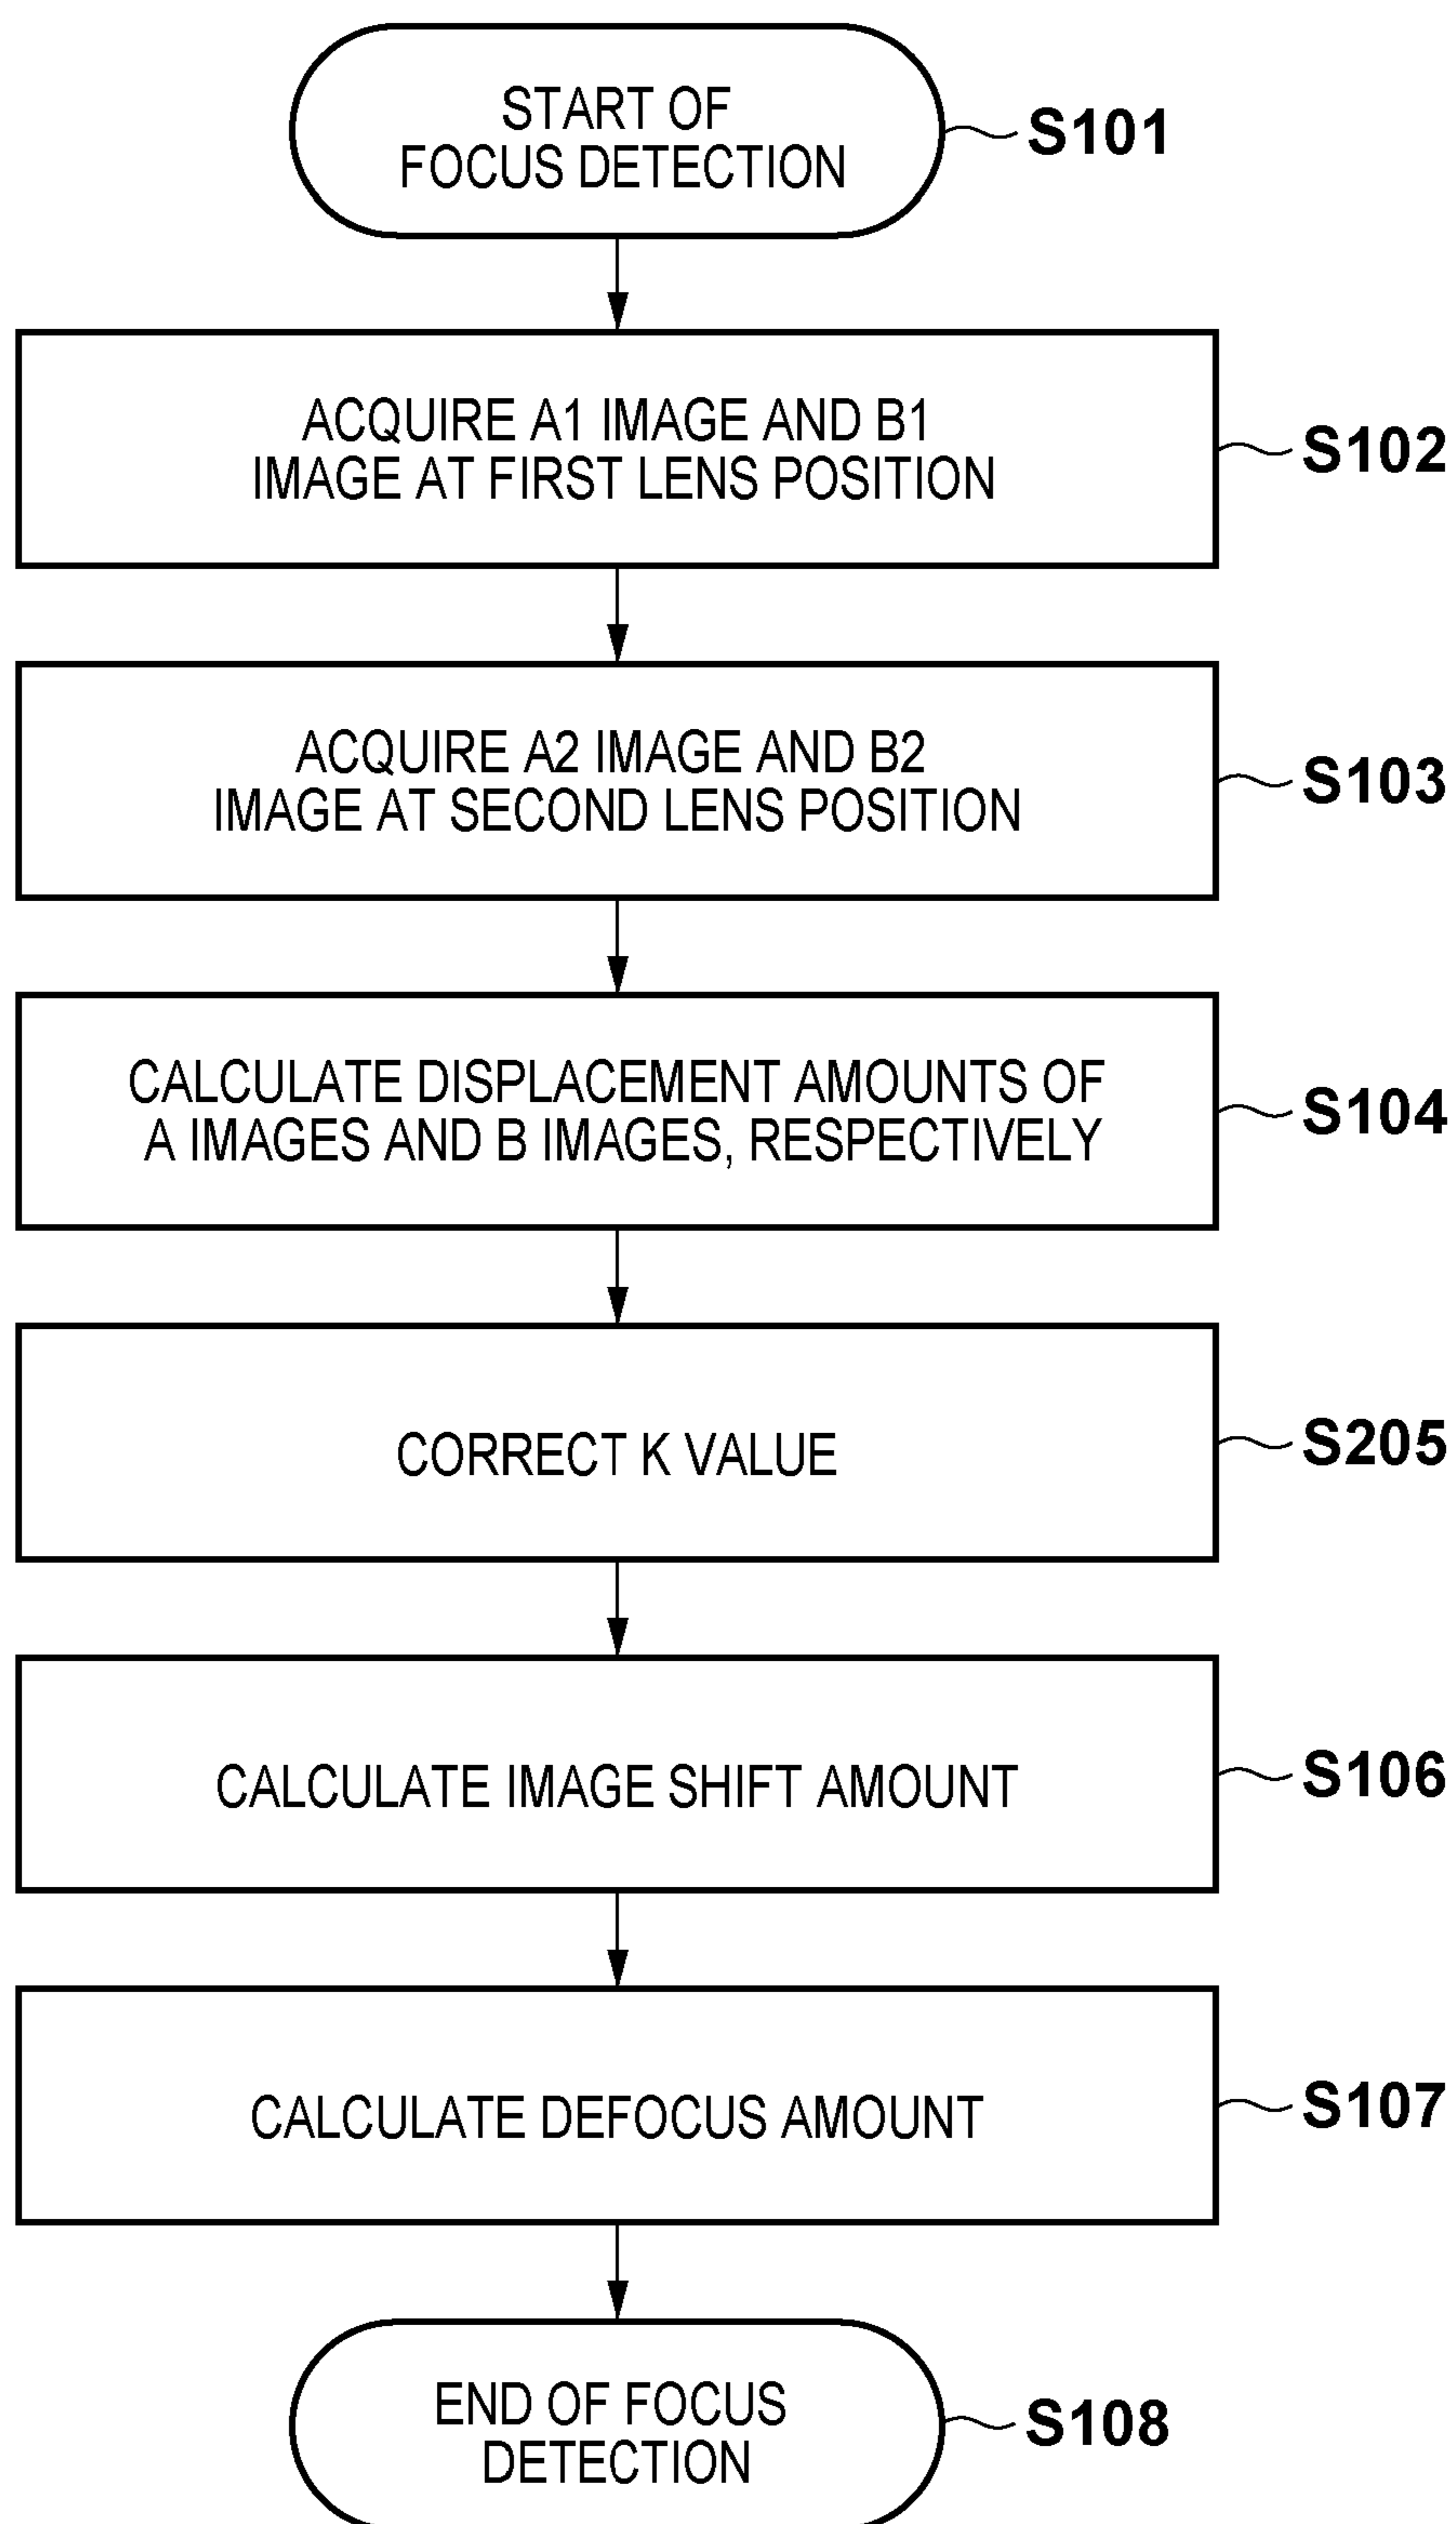 START OF
FOCUS DETECTION
S101
ACQUIRE A1 IMAGE AND B1
IMAGE AT FIRST LENS POSITION
S102
ACQUIRE A2 IMAGE AND B2
IMAGE AT SECOND LENS POSITION
S103
CALCULATE DISPLACEMENT AMOUNTS OF
A IMAGES AND B IMAGES, RESPECTIVELY
S104
CORRECT K VALUE
S205
CALCULATE IMAGE SHIFT AMOUNT
S106
CALCULATE DEFOCUS AMOUNT
S107
END OF FOCUS
DETECTION
S108